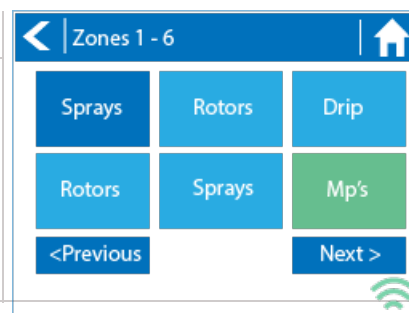 Zones 1 - 6
Sprays Rotors Drip
Rotors Sprays Mp's
<Previous Next >